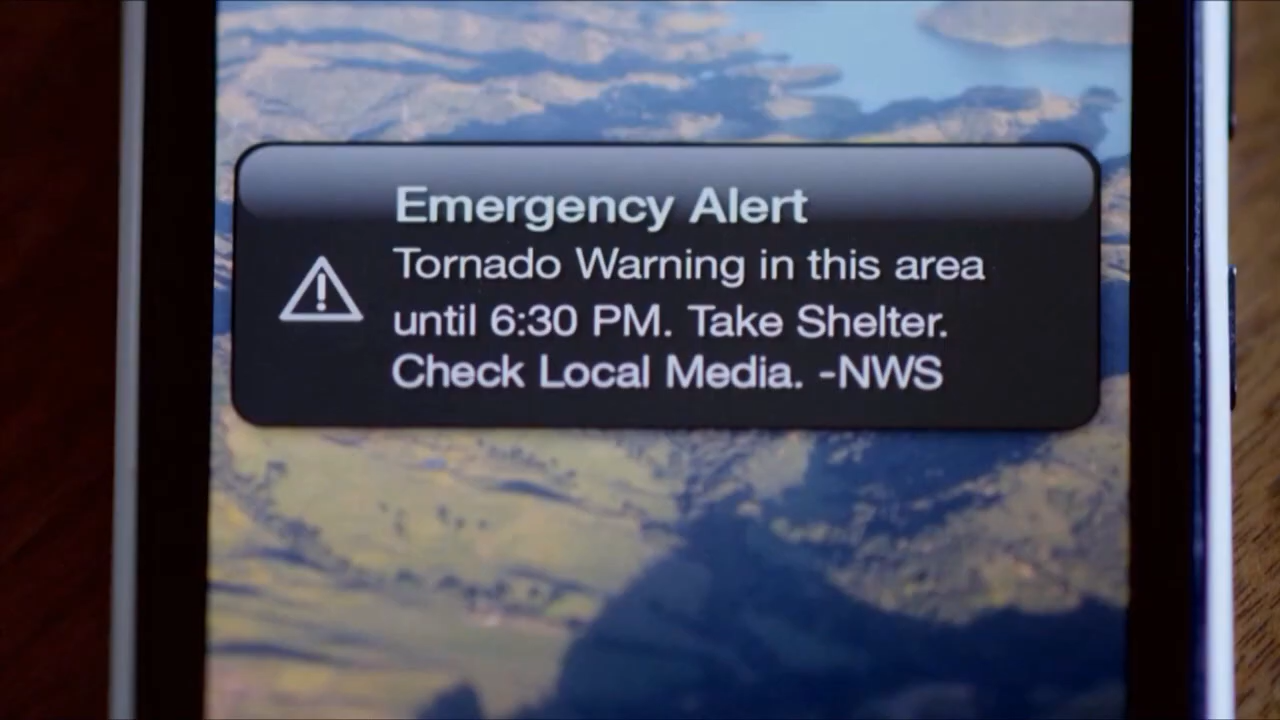 Emergency Alert
Tornado Warning in this area
until 6:30 PM. Take Shelter.
Check Local Media. -NWS